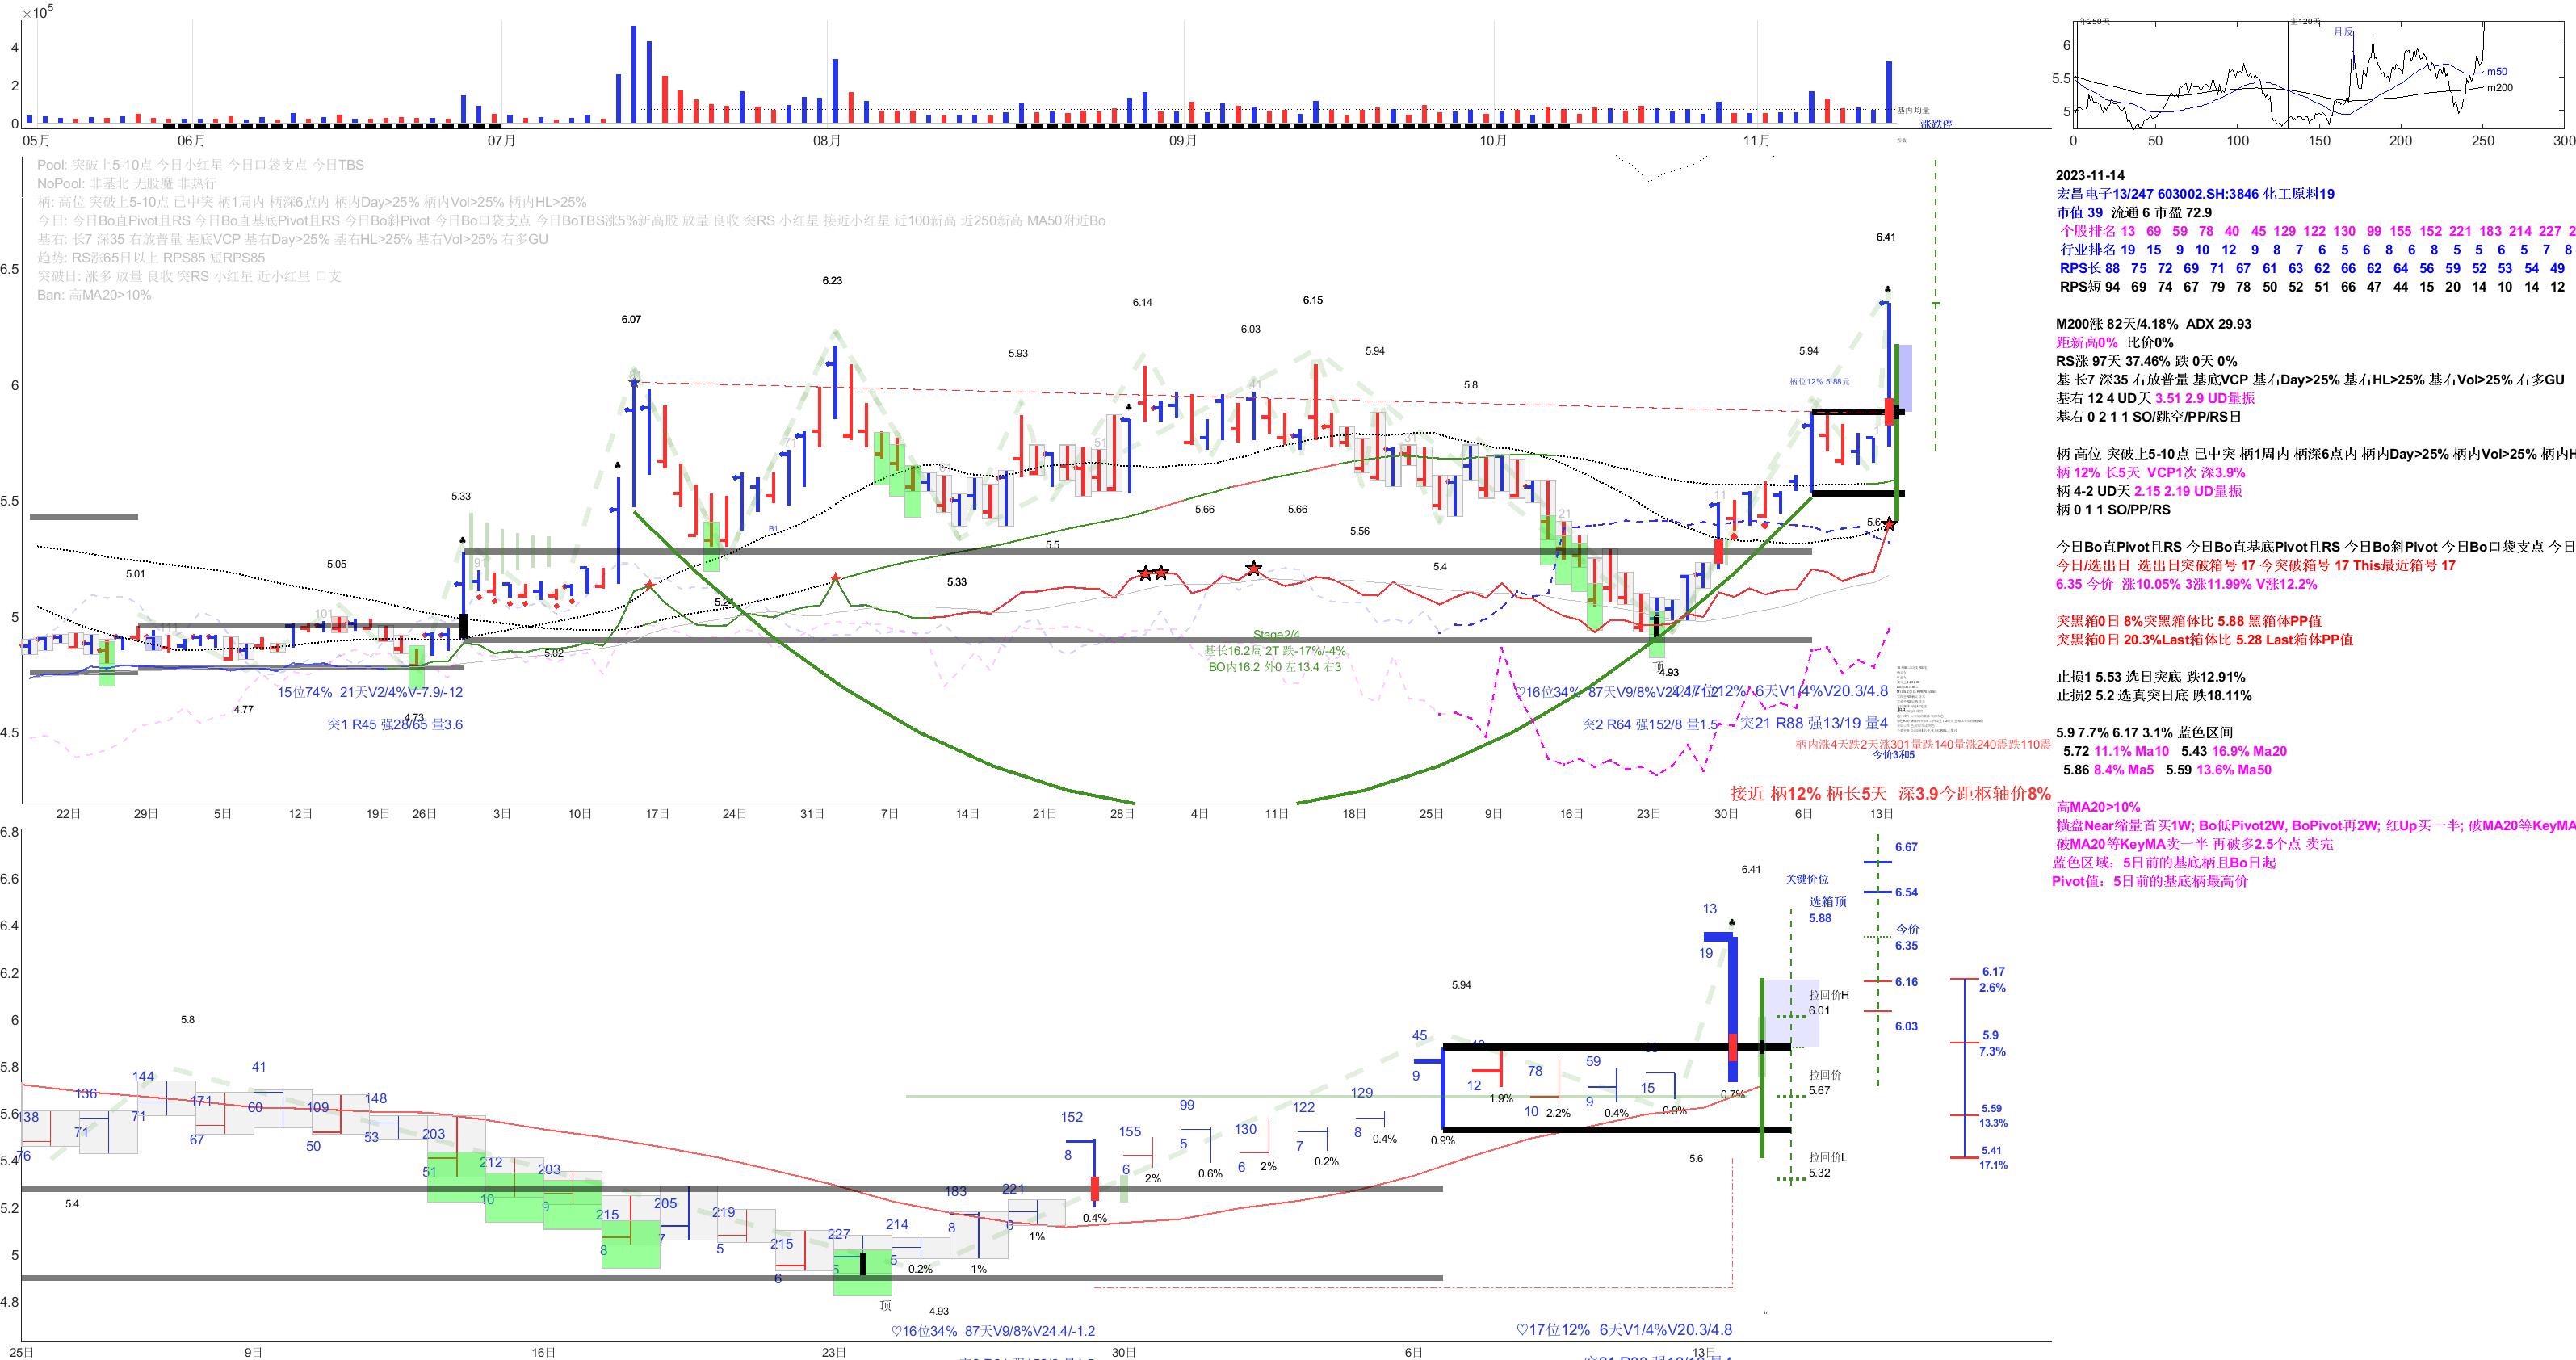 ×10⁵
4
2
0
05月 06月 07月 08月 09月 10月 11月
基内均量
涨跌停
Pool: 突破上5-10点 今日小红星 今日口袋支点 今日TBS
NoPool: 非基北 无股魔 非热行
柄: 高位 突破上5-10点 已中突 柄1周内 柄深6点内 柄内Day>25% 柄内Vol>25% 柄内HL>25%
今日: 今日Bo直Pivot且RS 今日Bo直基底Pivot且RS 今日Bo斜Pivot 今日Bo口袋支点 今日BoTBS涨5%新高股 放量 良收 突RS 小红星 接近小红星 近100新高 近250新高 MA50附近Bo
基右: 长7 深35 右放普量 基底VCP 基右Day>25% 基右HL>25% 基右Vol>25% 右多GU
趋势: RS涨65日以上 RPS85 短RPS85
突破日: 涨多 放量 良收 突RS 小红星 近小红星 口支
Ban: 高MA20>10%
6.5
6
5.5
5
4.5
5.01
5.05
5.33
6.07
6.23
5.93
6.14
6.03
6.15
5.94
5.8
5.94
6.41
柄位12% 5.88元
4.77
4.73
5.02
5.33
5.5
5.66
5.66
5.56
5.4
4.93
顶
B1
101
71
51
41
31
21
11
Stage2/4
基长16.2周 2T 跌-17%/-4%
BO内16.2 外0 左13.4 右3
15位74% 21天V2/4%V-7.9/-12
突1 R45 强28/65 量3.6
♡17位12% 6天V1/4%V20.3/4.8
突2 R64 强152/8 量1.5
突21 R88 强13/19 量4
柄内涨4天跌2天涨301量跌140量涨240震跌110震
今价3和5
接近 柄12% 柄长5天 深3.9今距枢轴价8%
22日 29日 5日 12日 19日 26日 3日 10日 17日 24日 31日 7日 14日 21日 28日 4日 11日 18日 25日 9日 16日 23日 30日 6日 13日
6.8
6.6
6.4
6.2
6
5.8
5.6
5.4
5.2
5
4.8
138
76
136
71
144
71
171
67
41
60
109
50
148
53
203
51
212
10
203
9
215
8
205
7
219
5
215
6
227
5
214
5
183
8
221
6
152
8
155
6
99
5
130
6
122
7
129
8
45
9
12
78
10
59
9
15
13
19
5.8
5.4
4.93
5.94
5.6
6.41
顶
0.2%
1%
1%
0.4%
2%
0.6%
2%
0.2%
0.4%
0.9%
1.9%
2.2%
0.4%
0.9%
0.7%
关键价位
选箱顶
5.88
拉回价H
6.01
拉回价
5.67
拉回价L
5.32
6.67
6.54
今价
6.35
6.16
6.03
6.17
2.6%
5.9
7.3%
5.59
13.3%
5.41
17.1%
♡16位34% 87天V9/8%V24.4/-1.2
♡17位12% 6天V1/4%V20.3/4.8
25日 9日 16日 23日 30日 6日 13日
6
5.5
5
0 50 100 150 200 250 300
月反
m50
m200
2023-11-14
宏昌电子13/247 603002.SH:3846 化工原料19
市值 39 流通 6 市盈 72.9
个股排名 13 69 59 78 40 45 129 122 130 99 155 152 221 183 214 227 2
行业排名 19 15 9 10 12 9 8 7 6 5 6 8 6 8 5 5 6 5 7 8
RPS长 88 75 72 69 71 67 61 63 62 66 62 64 56 59 52 53 54 49
RPS短 94 69 74 67 79 78 50 52 51 66 47 44 15 20 14 10 14 12
M200涨 82天/4.18% ADX 29.93
距新高0% 比价0%
RS涨 97天 37.46% 跌 0天 0%
基 长7 深35 右放普量 基底VCP 基右Day>25% 基右HL>25% 基右Vol>25% 右多GU
基右 12 4 UD天 3.51 2.9 UD量振
基右 0 2 1 1 SO/跳空/PP/RS日
柄 高位 突破上5-10点 已中突 柄1周内 柄深6点内 柄内Day>25% 柄内Vol>25% 柄内H
柄 12% 长5天 VCP1次 深3.9%
柄 4-2 UD天 2.15 2.19 UD量振
柄 0 1 1 SO/PP/RS
今日Bo直Pivot且RS 今日Bo直基底Pivot且RS 今日Bo斜Pivot 今日Bo口袋支点 今日
今日/选出日 选出日突破箱号 17 今突破箱号 17 This最近箱号 17
6.35 今价 涨10.05% 3涨11.99% V涨12.2%
突黑箱0日 8%突黑箱体比 5.88 黑箱体PP值
突黑箱0日 20.3%Last箱体比 5.28 Last箱体PP值
止损1 5.53 选日突底 跌12.91%
止损2 5.2 选真突日底 跌18.11%
5.9 7.7% 6.17 3.1% 蓝色区间
5.72 11.1% Ma10 5.43 16.9% Ma20
5.86 8.4% Ma5 5.59 13.6% Ma50
高MA20>10%
横盘Near缩量首买1W; Bo低Pivot2W, BoPivot再2W; 红Up买一半; 破MA20等KeyMA
破MA20等KeyMA卖一半 再破多2.5个点 卖完
蓝色区域：5日前的基底柄且Bo日起
Pivot值：5日前的基底柄最高价